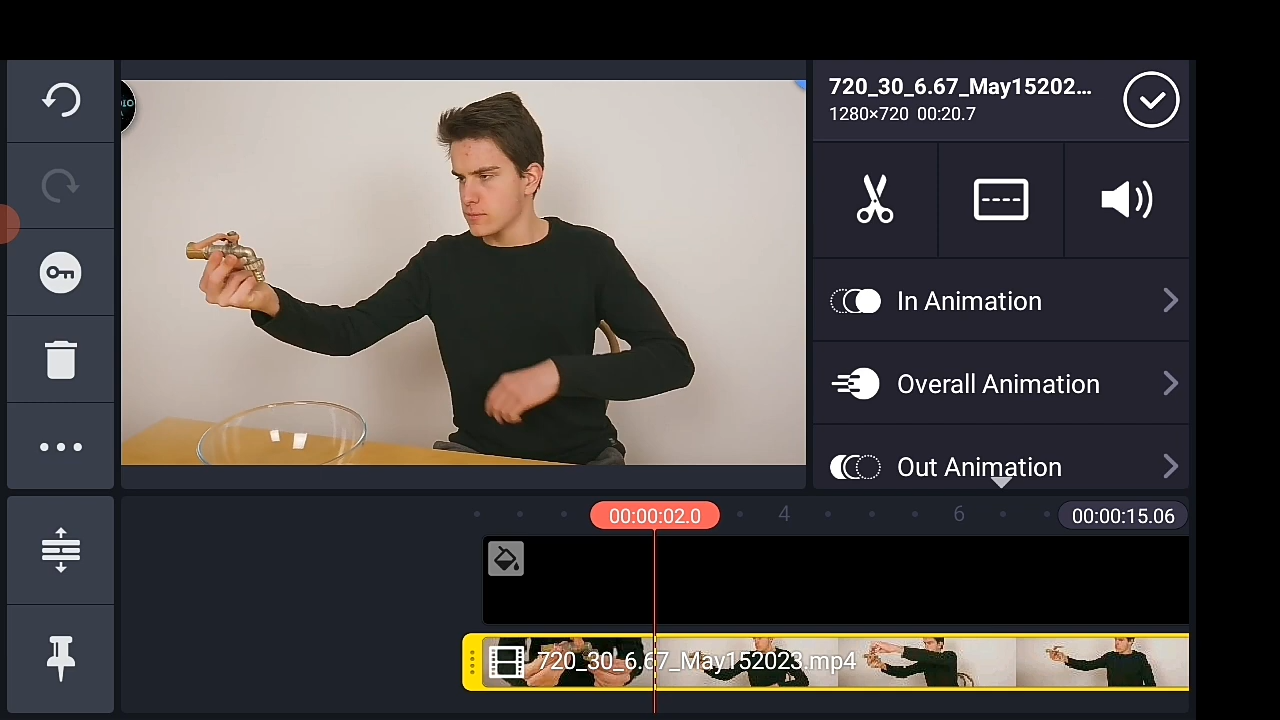 720_30_6.67_May15202...
1280×720 00:20.7
In Animation
Overall Animation
Out Animation
00:00:02.0
4
6
00:00:15.06
720_30_6.67_May152023.mp4